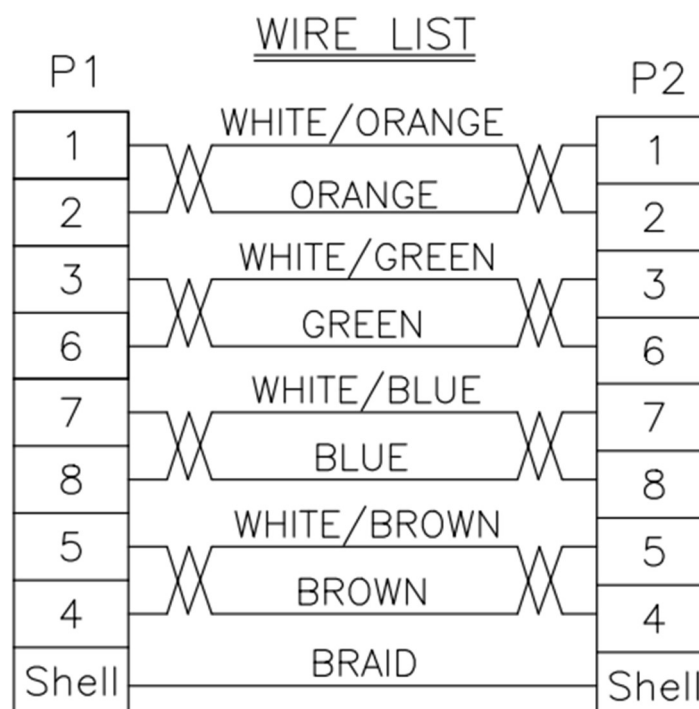 WIRE LIST
P1 P2
WHITE/ORANGE
1 1
ORANGE
2 2
WHITE/GREEN
3 3
GREEN
6 6
WHITE/BLUE
7 7
BLUE
8 8
WHITE/BROWN
5 5
BROWN
4 4
BRAID
Shell Shell